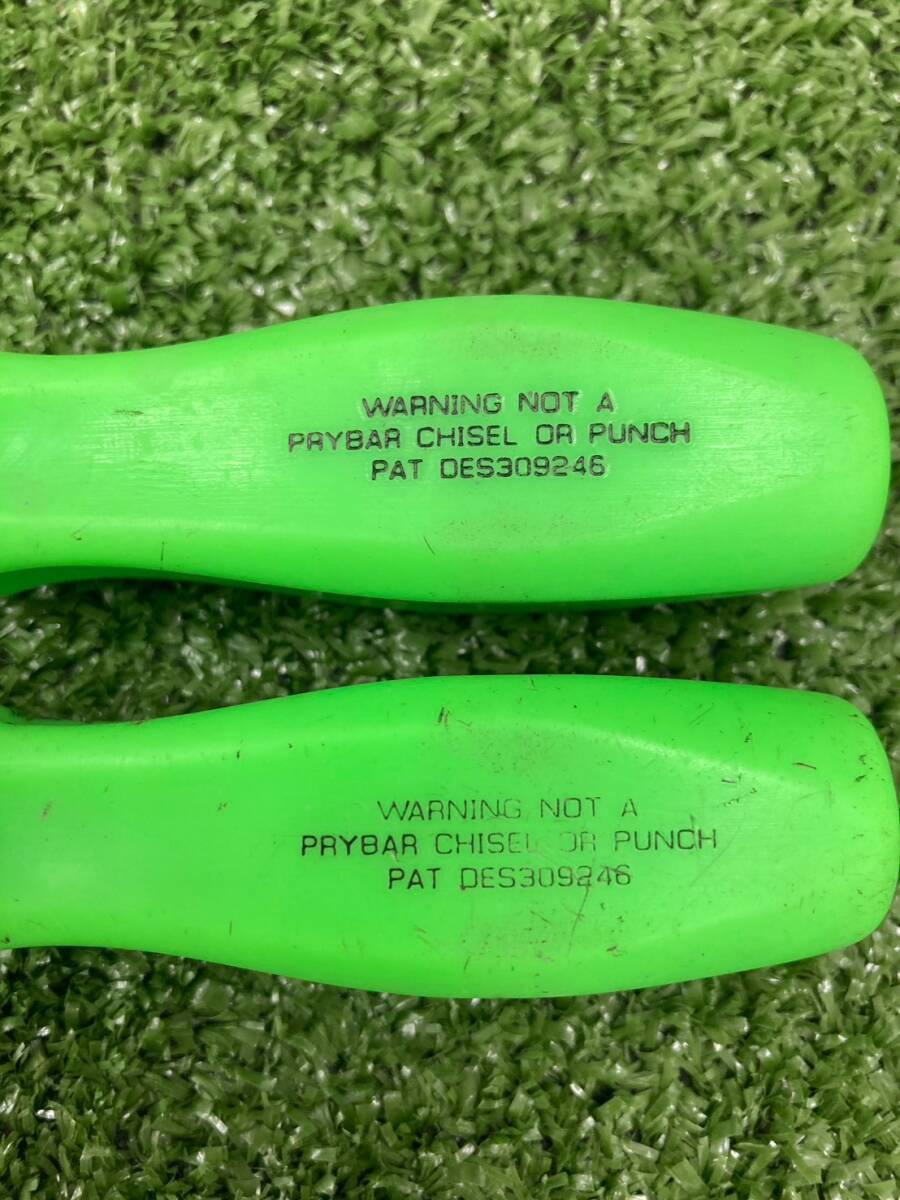 WARNING NOT A
PRYBAR CHISEL OR PUNCH
PAT DES309246
WARNING NOT A
PRYBAR CHISEL OR PUNCH
PAT DES309246